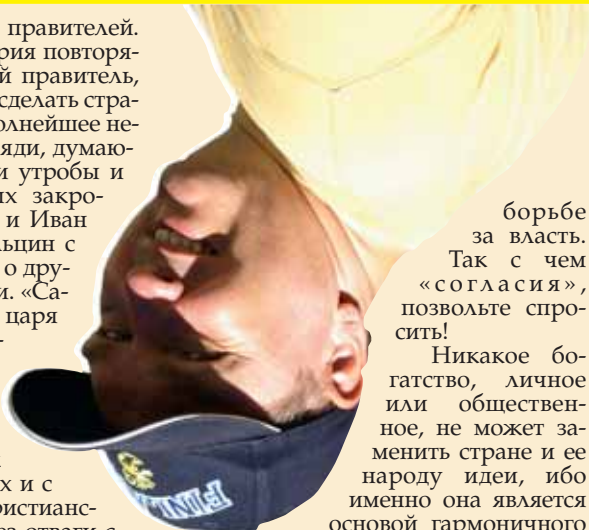 правителей.
рия повторя-
й правитель,
сделать стра-
олнейшее не-
яди, думаю-
и утробы и
их закро-
и Иван
льцин с
о дру-
и. «Са-
царя
-
х и с
ристианс-
борьбе
за власть.
Так с чем
«согласия»,
позвольте спро-
сить!
Никакое бо-
гатство, личное
или обществен-
ное, не может за-
менить стране и ее
народу идеи, ибо
именно она является
основой гармоничного